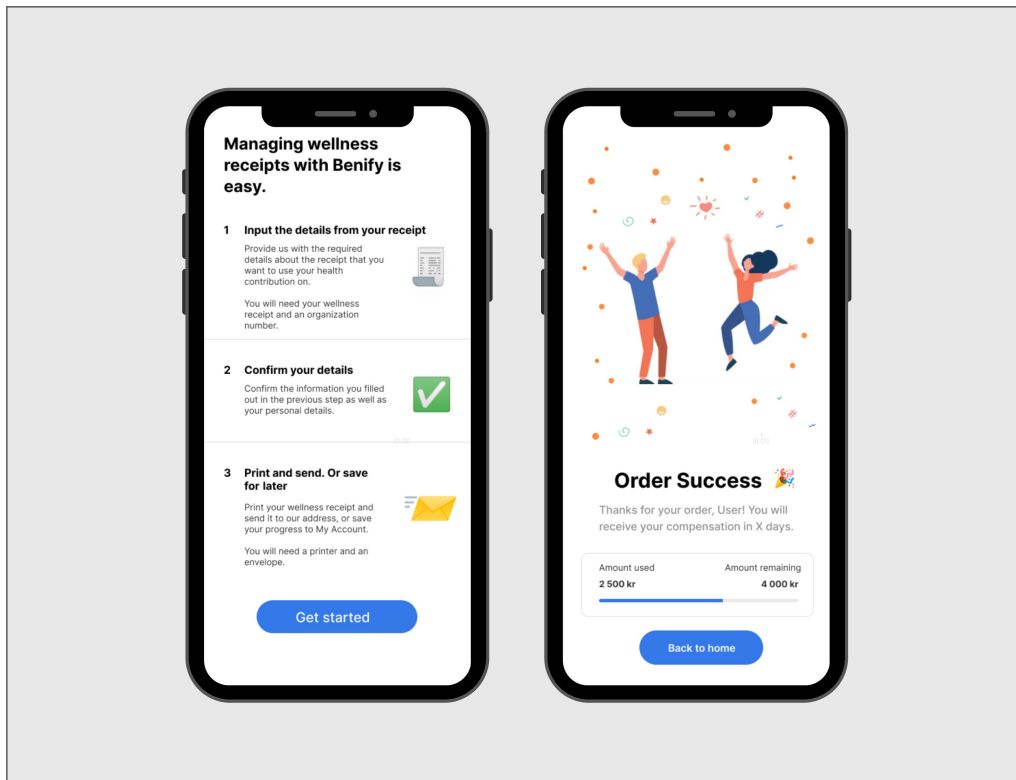 Managing wellness
receipts with Benify is
easy.
1 Input the details from your receipt
Provide us with the required
details about the receipt that you
want to use your health
contribution on.
You will need your wellness
receipt and an organization
number.
2 Confirm your details
Confirm the information you filled
out in the previous step as well as
your personal details.
3 Print and send. Or save
for later
Print your wellness receipt and
send it to our address, or save
your progress to My Account.
You will need a printer and an
envelope.
Get started
Order Success
Thanks for your order, User! You will
receive your compensation in X days.
Amount used Amount remaining
2 500 kr 4 000 kr
Back to home